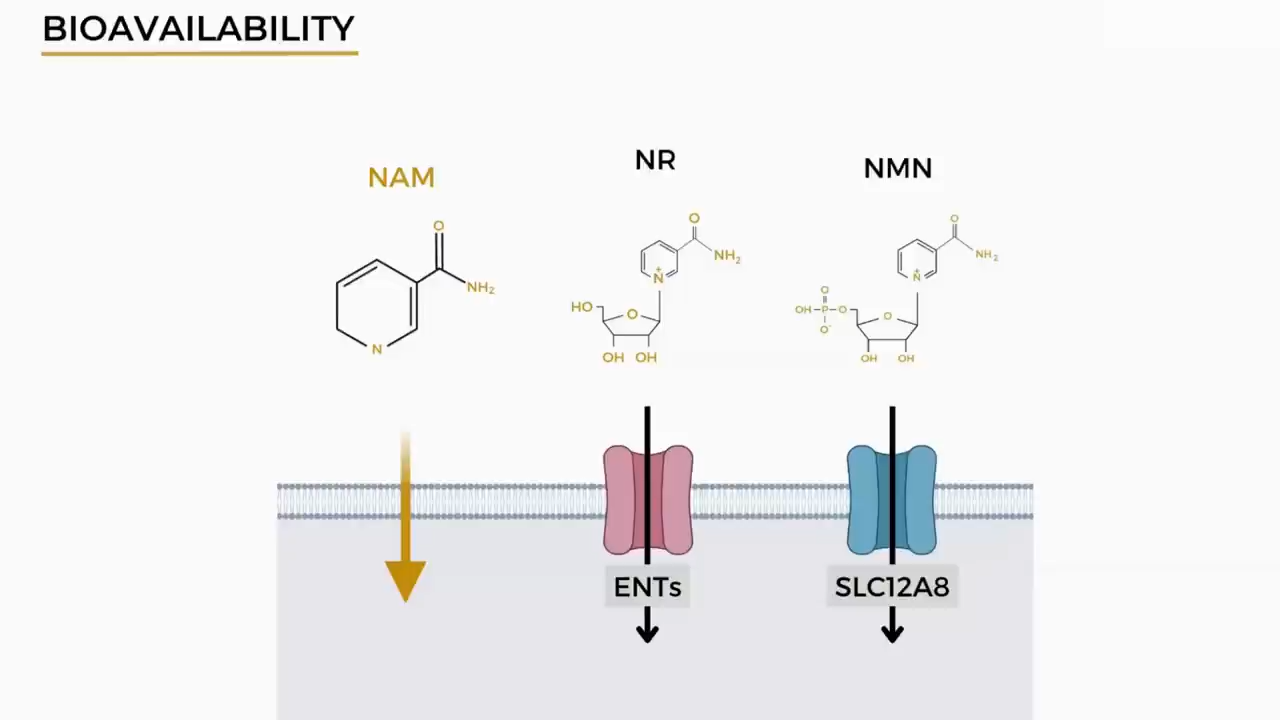 BIOAVAILABILITY
NAM
NR
NMN
O
NH₂
N
O
NH₂
N
+
HO
O
OH OH
O
NH₂
N
+
O
OH P O
O⁻
O
OH OH
ENTs
SLC12A8